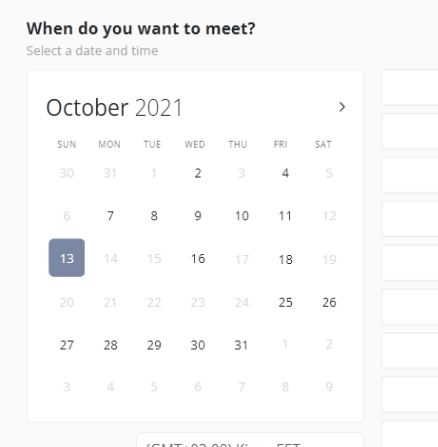 When do you want to meet?
Select a date and time
October 2021
SUN MON TUE WED THU FRI SAT
30 31 1 2 3 4 5
6 7 8 9 10 11 12
13 14 15 16 17 18 19
20 21 22 23 24 25 26
27 28 29 30 31 1 2
3 4 5 6 7 8 9